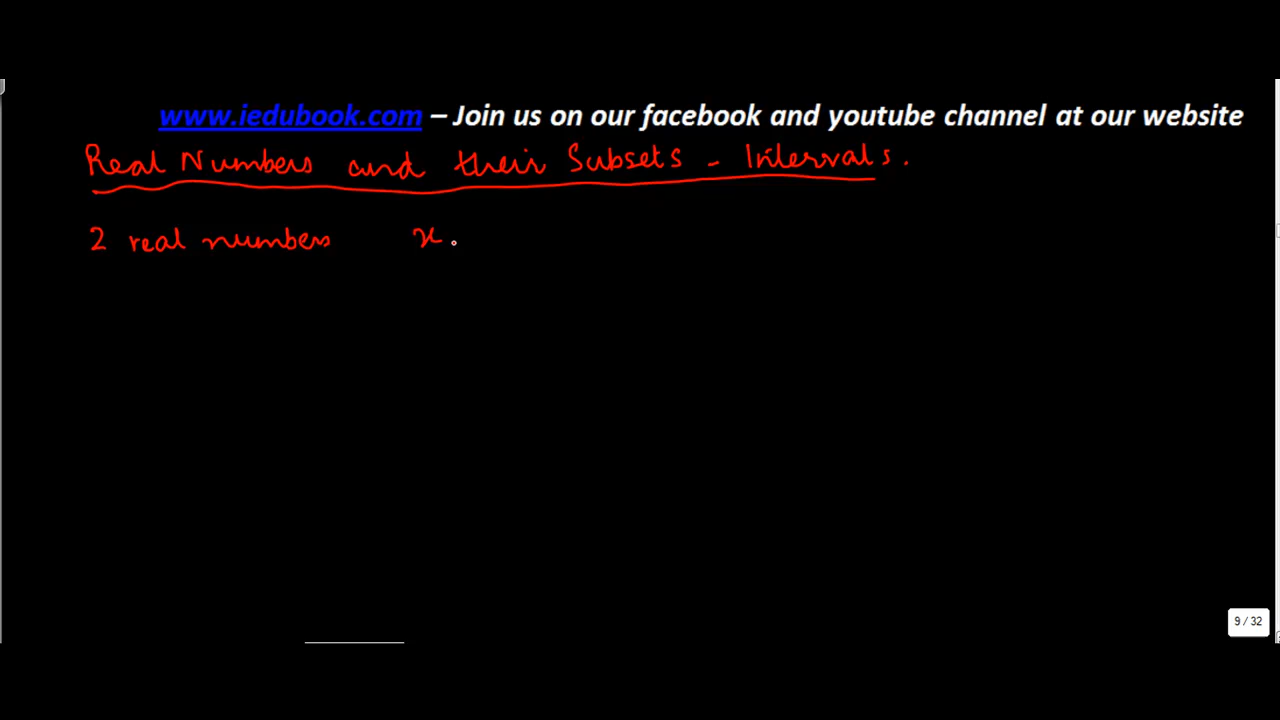 www.iedubook.com – Join us on our facebook and youtube channel at our website
Real Numbers and their Subsets - Intervals.
2 real numbers x
9 / 32